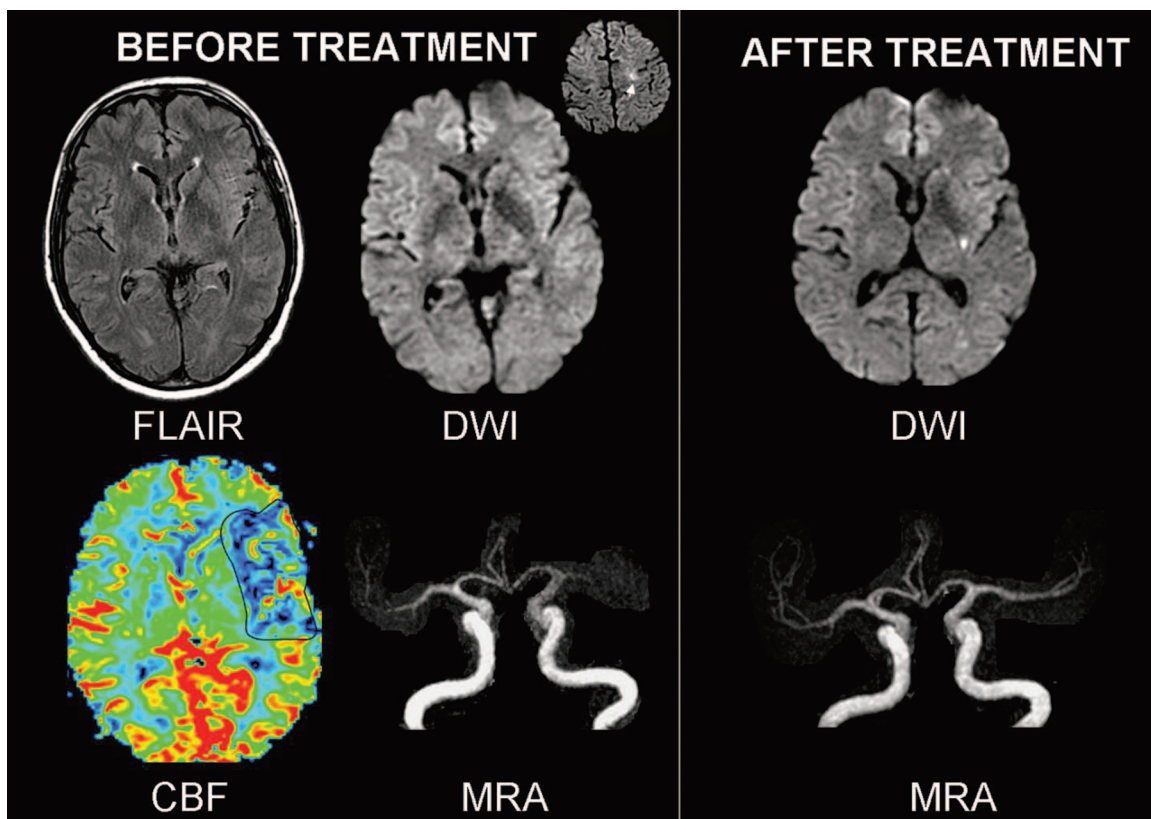 BEFORE TREATMENT
FLAIR
DWI
CBF
MRA
AFTER TREATMENT
DWI
MRA